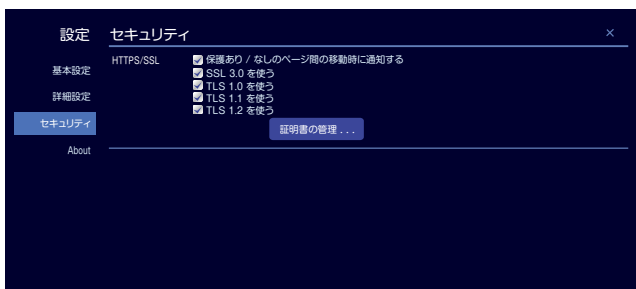 設定
基本設定
詳細設定
セキュリティ
About
セキュリティ
×
HTTPS/SSL
保護あり / なしのページ間の移動時に通知する
SSL 3.0 を使う
TLS 1.0 を使う
TLS 1.1 を使う
TLS 1.2 を使う
証明書の管理 . . .